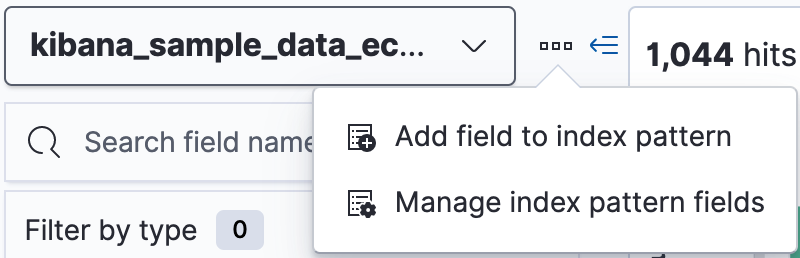 kibana_sample_data_ec...
1,044 hits
Search field name
Add field to index pattern
Manage index pattern fields
Filter by type 0